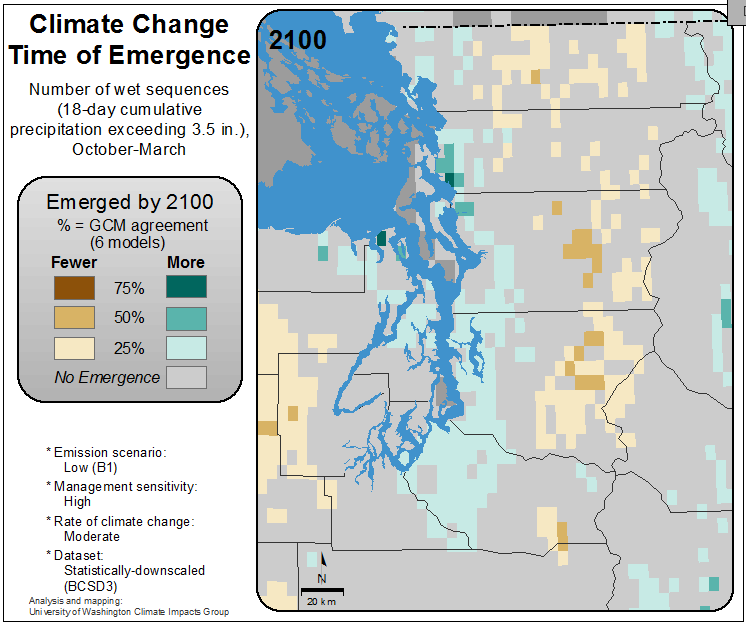 Climate Change
Time of Emergence
Number of wet sequences
(18-day cumulative
precipitation exceeding 3.5 in.),
October-March
Emerged by 2100
% = GCM agreement
(6 models)
Fewer More
75%
50%
25%
No Emergence
* Emission scenario:
Low (B1)
* Management sensitivity:
High
* Rate of climate change:
Moderate
* Dataset:
Statistically-downscaled
(BCSD3)
Analysis and mapping:
University of Washington Climate Impacts Group
2100
N
20 km